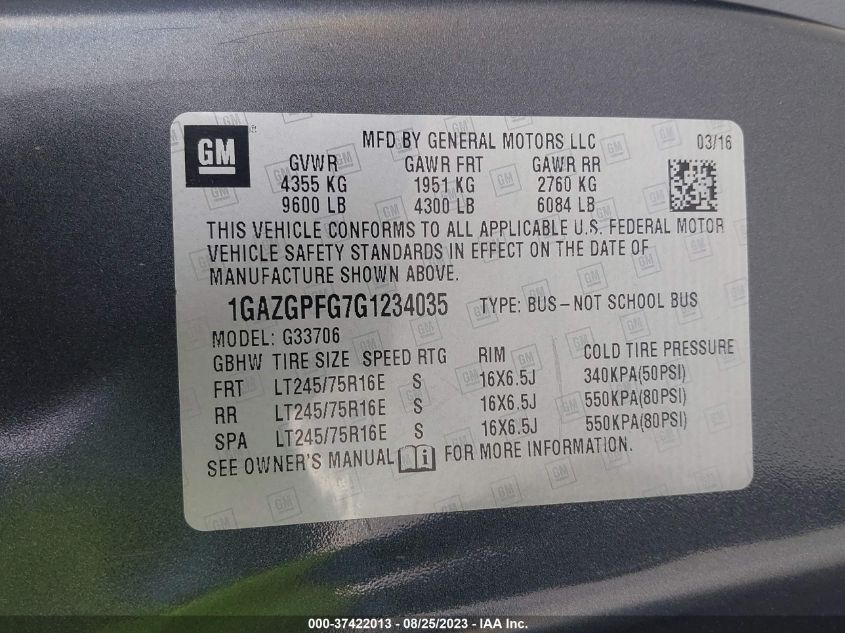 GM
MFD BY GENERAL MOTORS LLC 03/16
GVWR GAWR FRT GAWR RR
4355 KG 1951 KG 2760 KG
9600 LB 4300 LB 6084 LB
THIS VEHICLE CONFORMS TO ALL APPLICABLE U.S. FEDERAL MOTOR
VEHICLE SAFETY STANDARDS IN EFFECT ON THE DATE OF
MANUFACTURE SHOWN ABOVE.
1GAZGPFG7G1234035 TYPE: BUS-NOT SCHOOL BUS
MODEL: G33706
GBHW TIRE SIZE SPEED RTG RIM COLD TIRE PRESSURE
FRT LT245/75R16E S 16X6.5J 340KPA(50PSI)
RR LT245/75R16E S 16X6.5J 550KPA(80PSI)
SPA LT245/75R16E S 16X6.5J 550KPA(80PSI)
SEE OWNER'S MANUAL i FOR MORE INFORMATION.
000-37422013 - 08/25/2023 - IAA Inc.